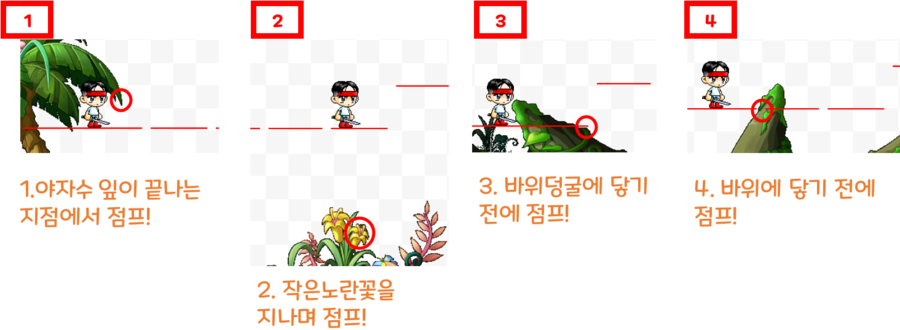 1
2
3
4
1.야자수 잎이 끝나는
지점에서 점프!
2. 작은노란꽃을
지나며 점프!
3. 바위덩굴에 닿기
전에 점프!
4. 바위에 닿기 전에
점프!